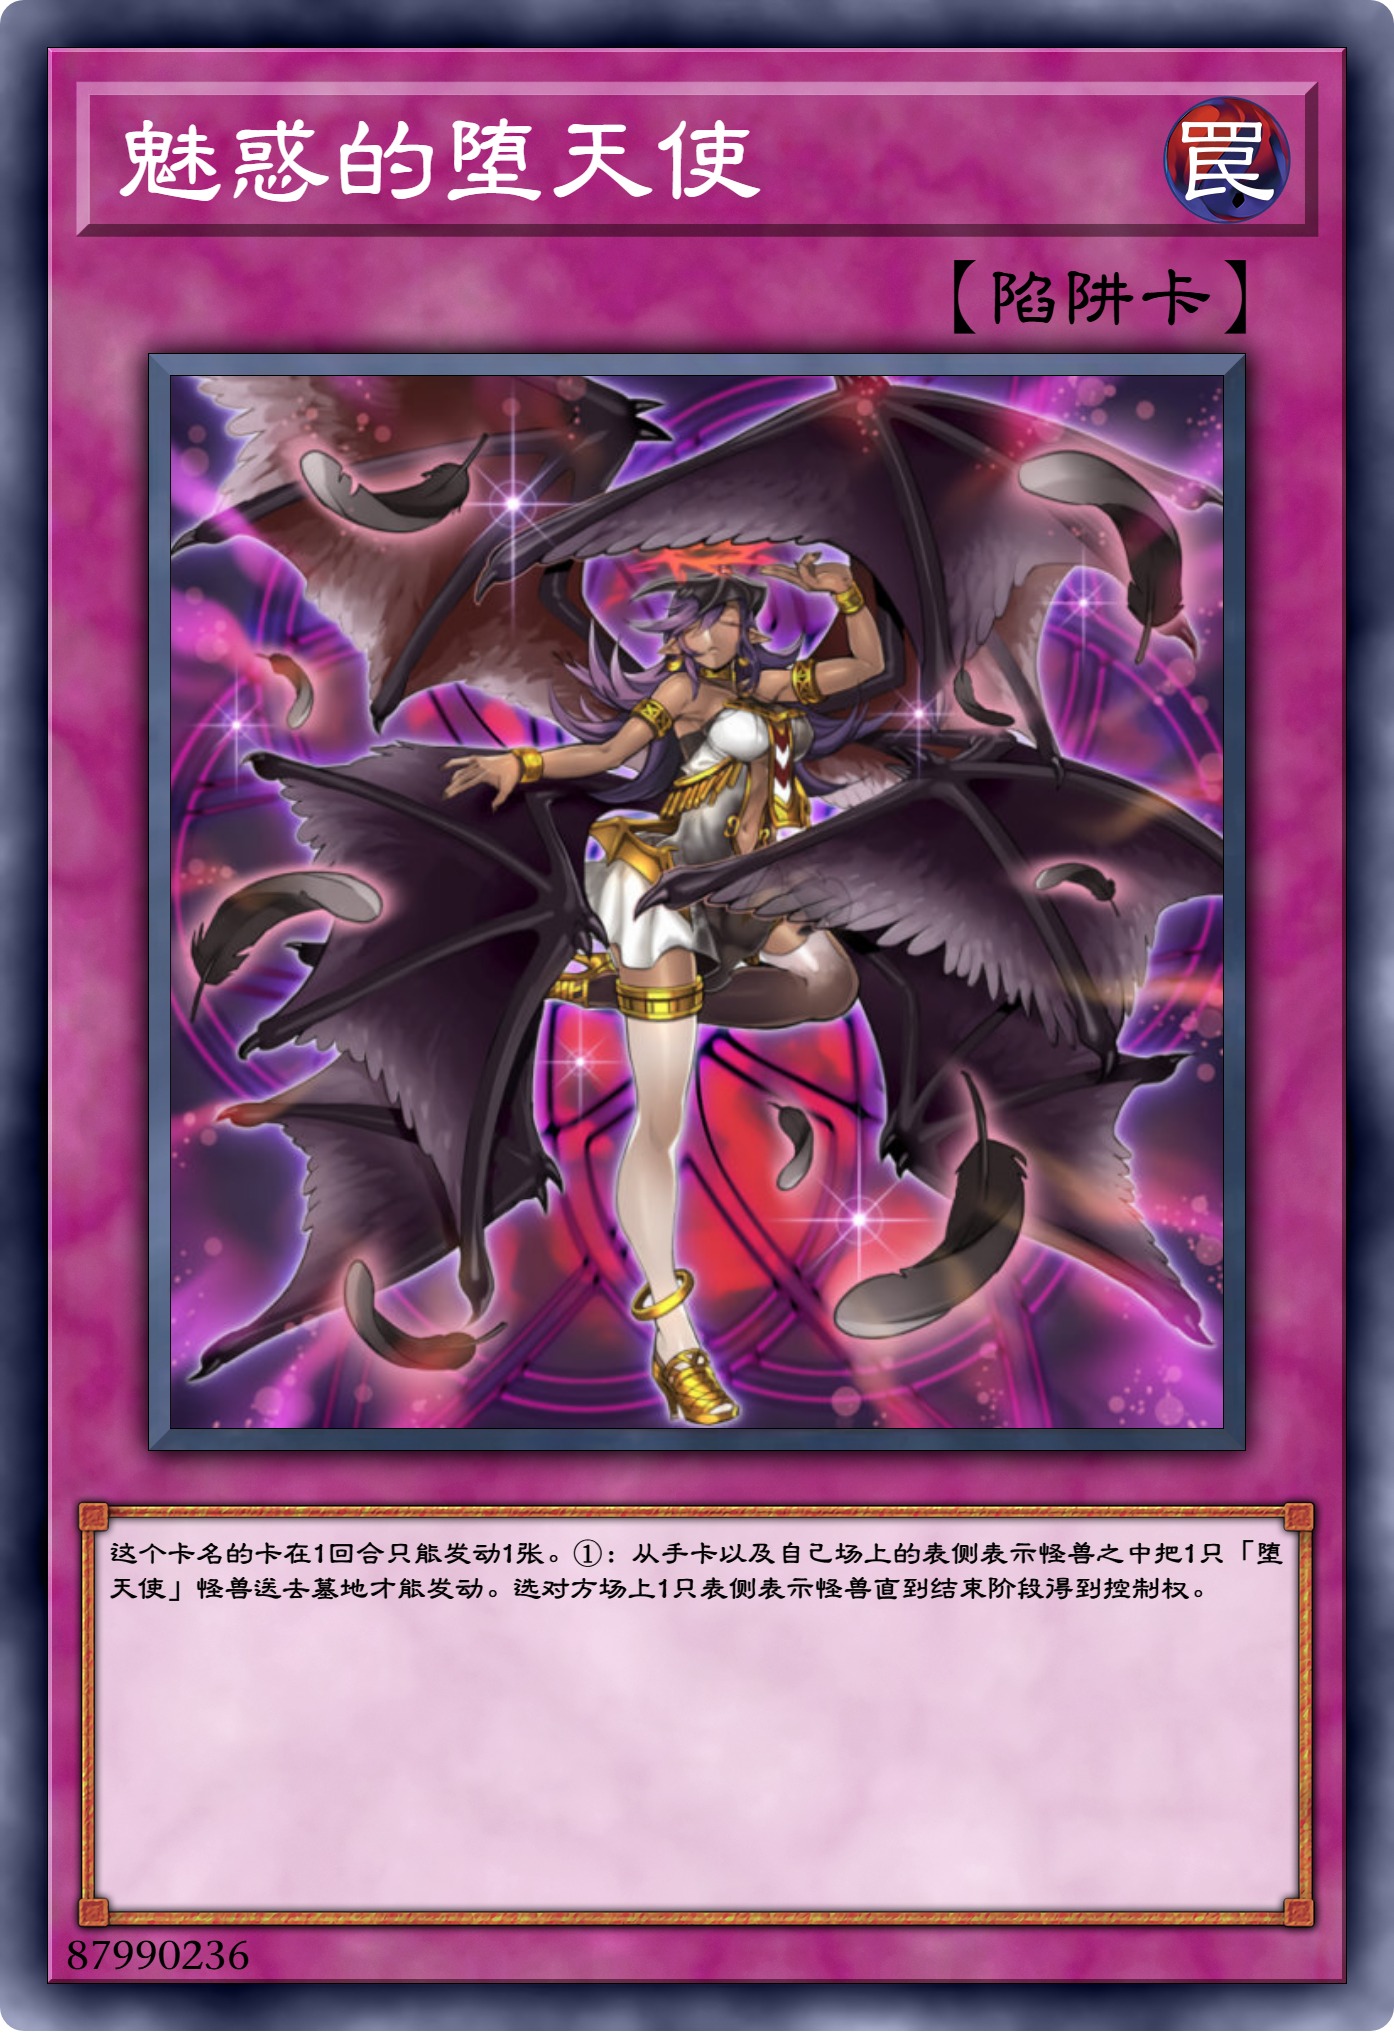 魅惑的堕天使
罠
【陷阱卡】
这个卡名的卡在1回合只能发动1张。①：从手卡以及自己场上的表侧表示怪兽之中把1只「堕
天使」怪兽送去墓地才能发动。选对方场上1只表侧表示怪兽直到结束阶段得到控制权。
87990236